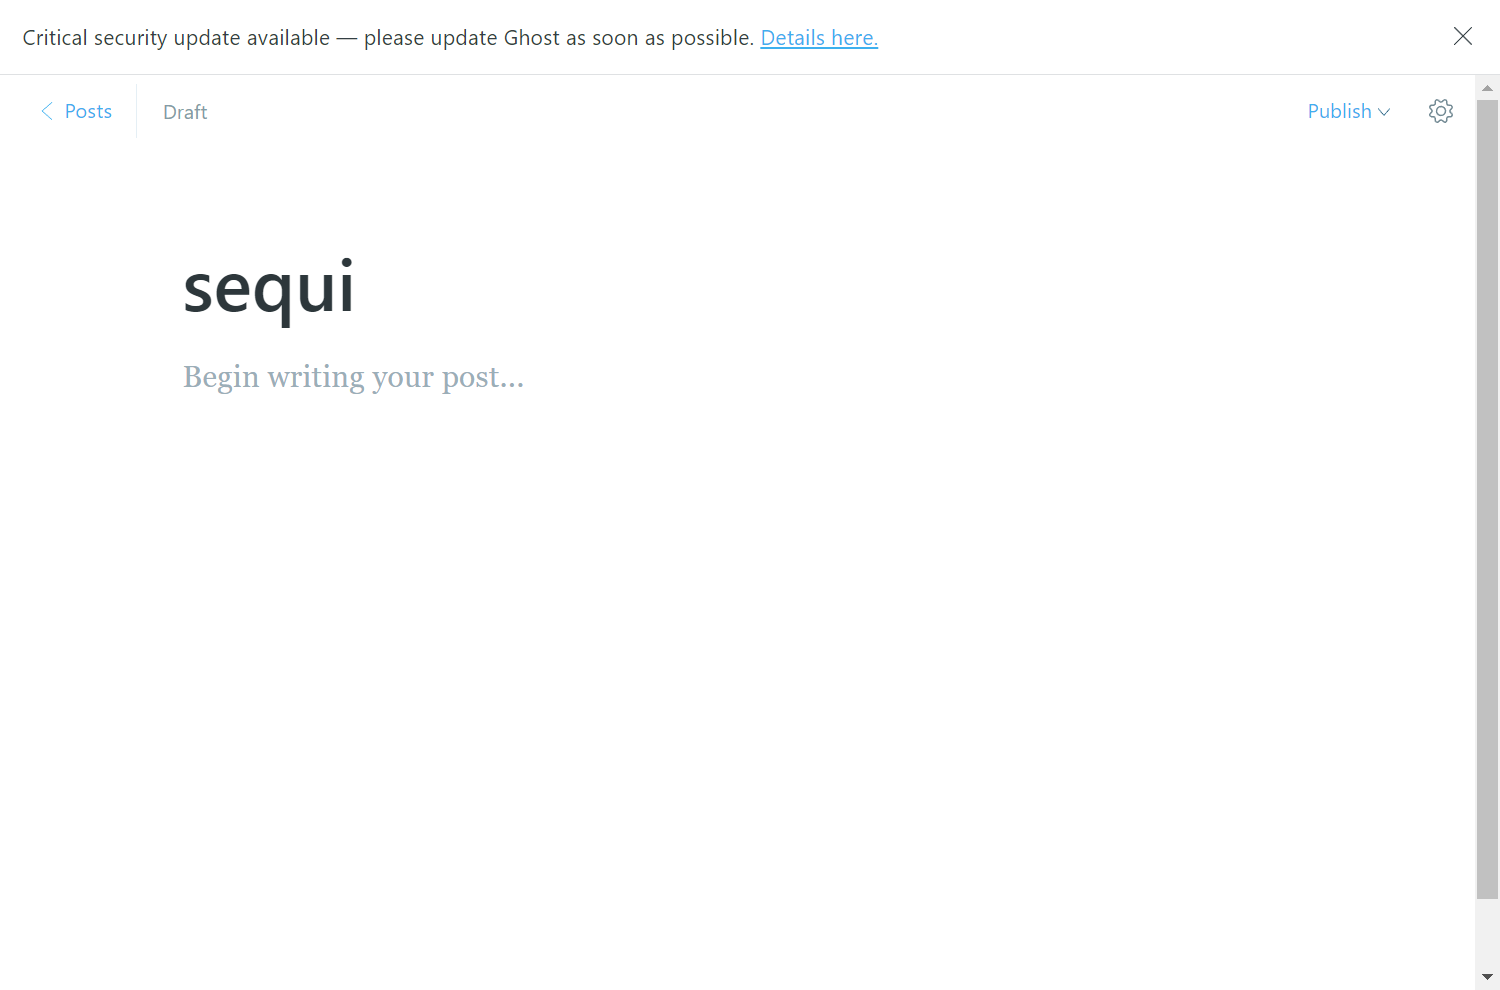 Critical security update available — please update Ghost as soon as possible. Details here.
Posts
Draft
Publish
sequi
Begin writing your post...